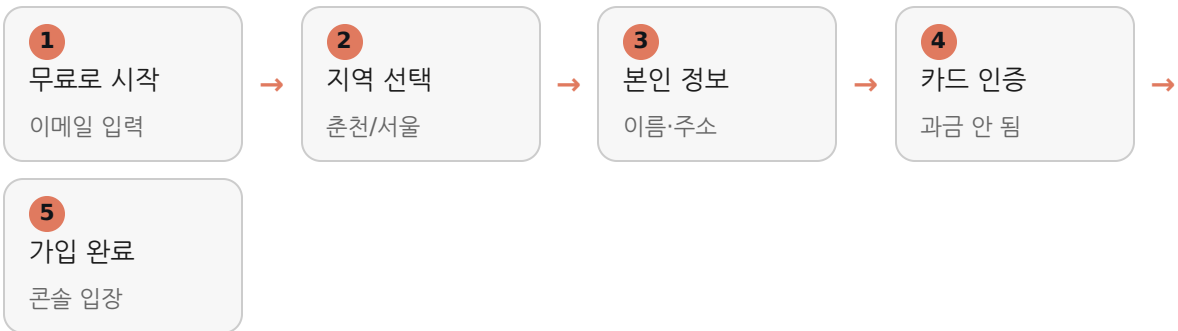 1
무료로 시작
이메일 입력
→
2
지역 선택
춘천/서울
→
3
본인 정보
이름·주소
→
4
카드 인증
과금 안 됨
→
5
가입 완료
콘솔 입장